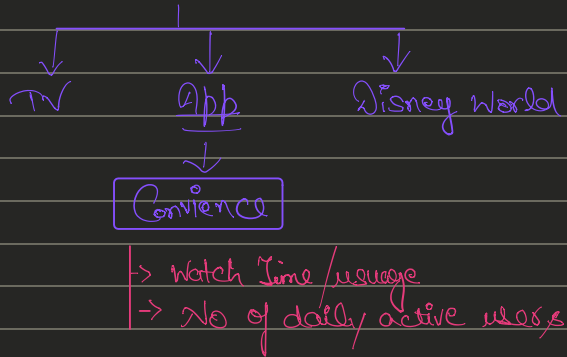 TV App Disney World
Convience
-> Watch Time/usuage
-> No of daily active users